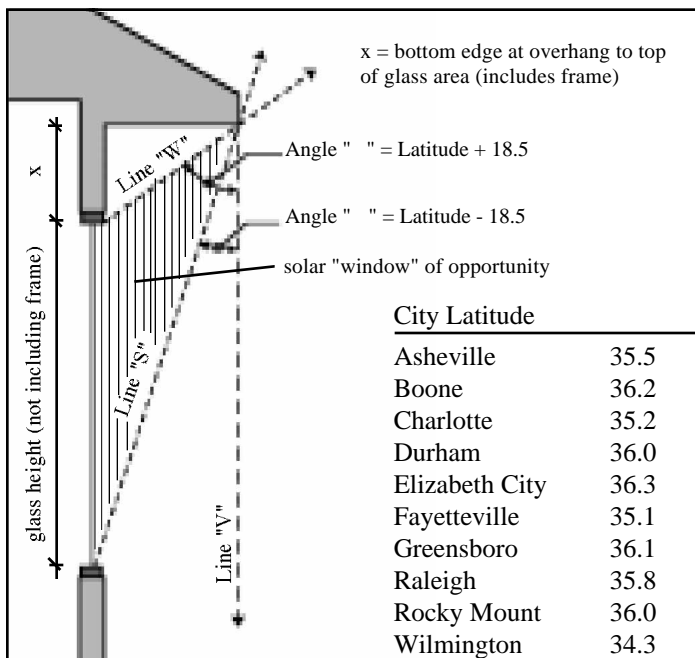 x = bottom edge at overhang to top
of glass area (includes frame)
Line "W"
Angle " " = Latitude + 18.5
x
Angle " " = Latitude - 18.5
solar "window" of opportunity
glass height (not including frame)
Line "S"
Line "V"
City Latitude
Asheville 35.5
Boone 36.2
Charlotte 35.2
Durham 36.0
Elizabeth City 36.3
Fayetteville 35.1
Greensboro 36.1
Raleigh 35.8
Rocky Mount 36.0
Wilmington 34.3